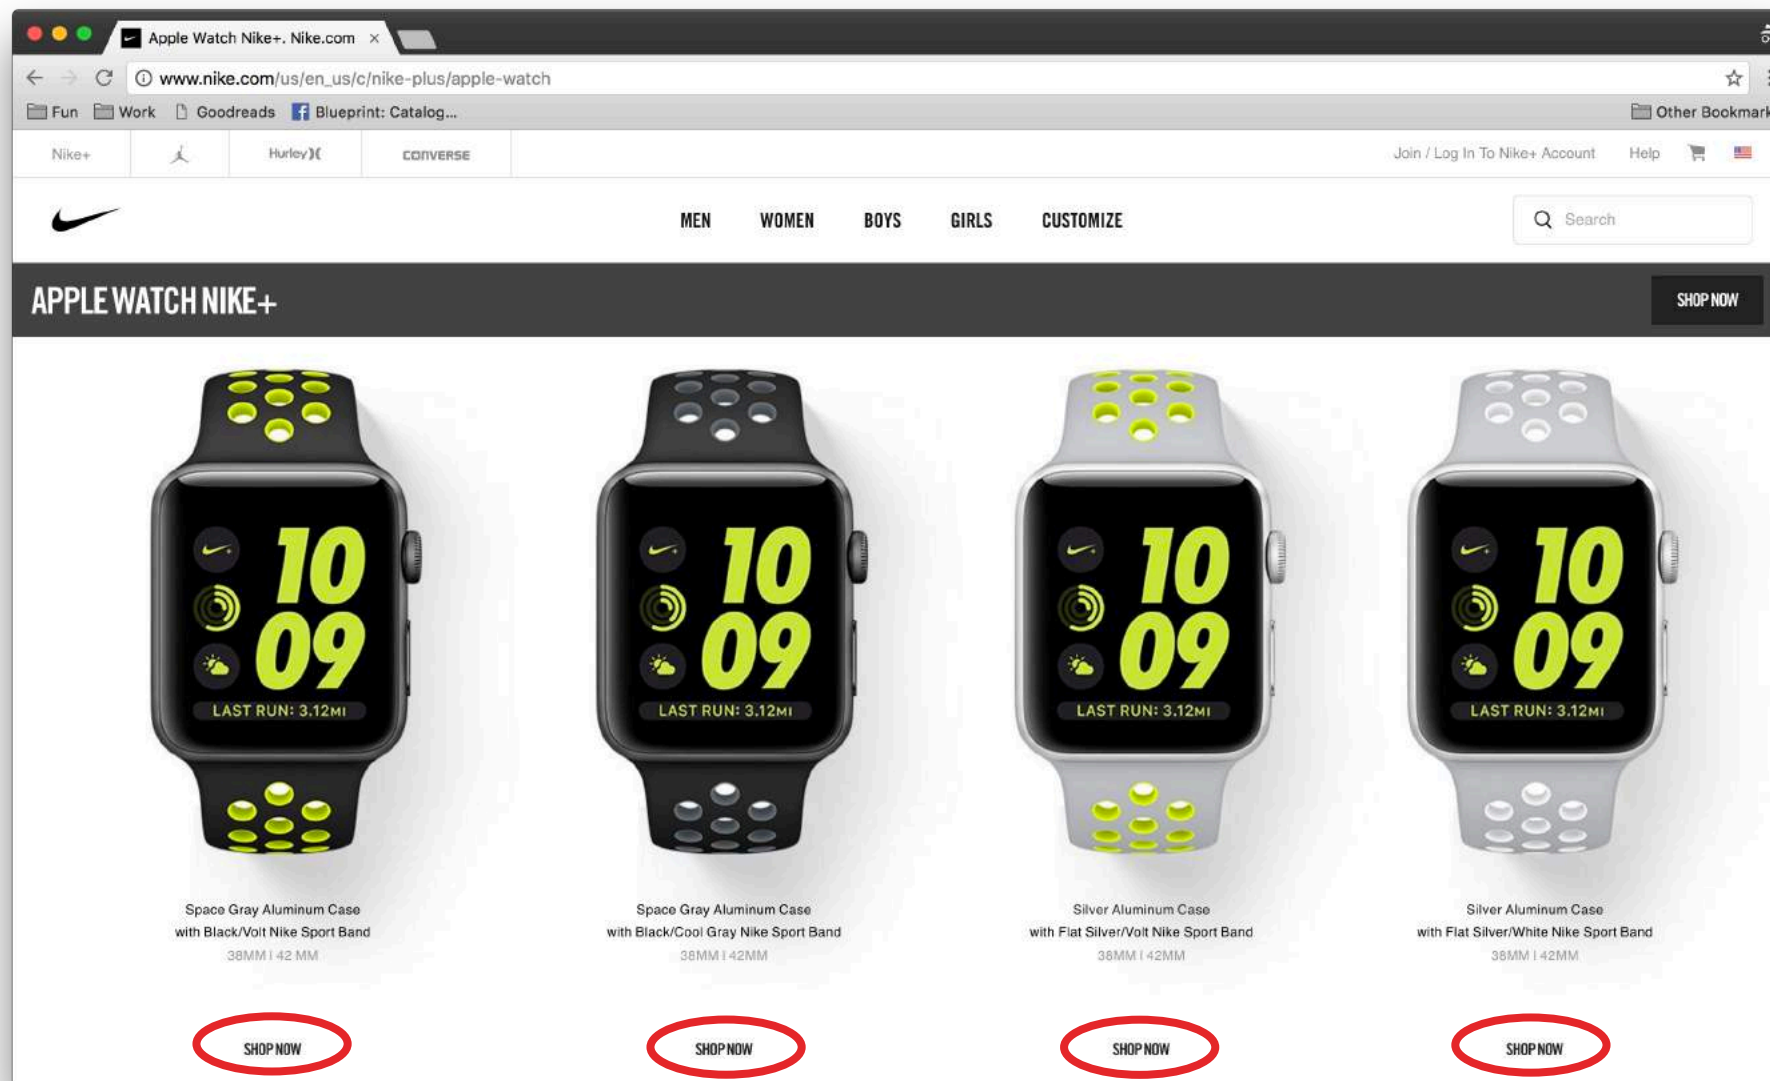 Apple Watch Nike+. Nike.com ×
www.nike.com/us/en_us/c/nike-plus/apple-watch
Fun Work Goodreads Blueprint: Catalog... Other Bookmark
Nike+ Hurley CONVERSE Join / Log In To Nike+ Account Help
MEN WOMEN BOYS GIRLS CUSTOMIZE Search
APPLE WATCH NIKE+ SHOP NOW
10 10 10 10
09 09 09 09
LAST RUN: 3.12MI LAST RUN: 3.12MI LAST RUN: 3.12MI LAST RUN: 3.12MI
Space Gray Aluminum Case Space Gray Aluminum Case Silver Aluminum Case Silver Aluminum Case
with Black/Volt Nike Sport Band with Black/Cool Gray Nike Sport Band with Flat Silver/Volt Nike Sport Band with Flat Silver/White Nike Sport Band
38MM | 42 MM 38MM | 42MM 38MM | 42MM 38MM | 42MM
SHOP NOW SHOP NOW SHOP NOW SHOP NOW